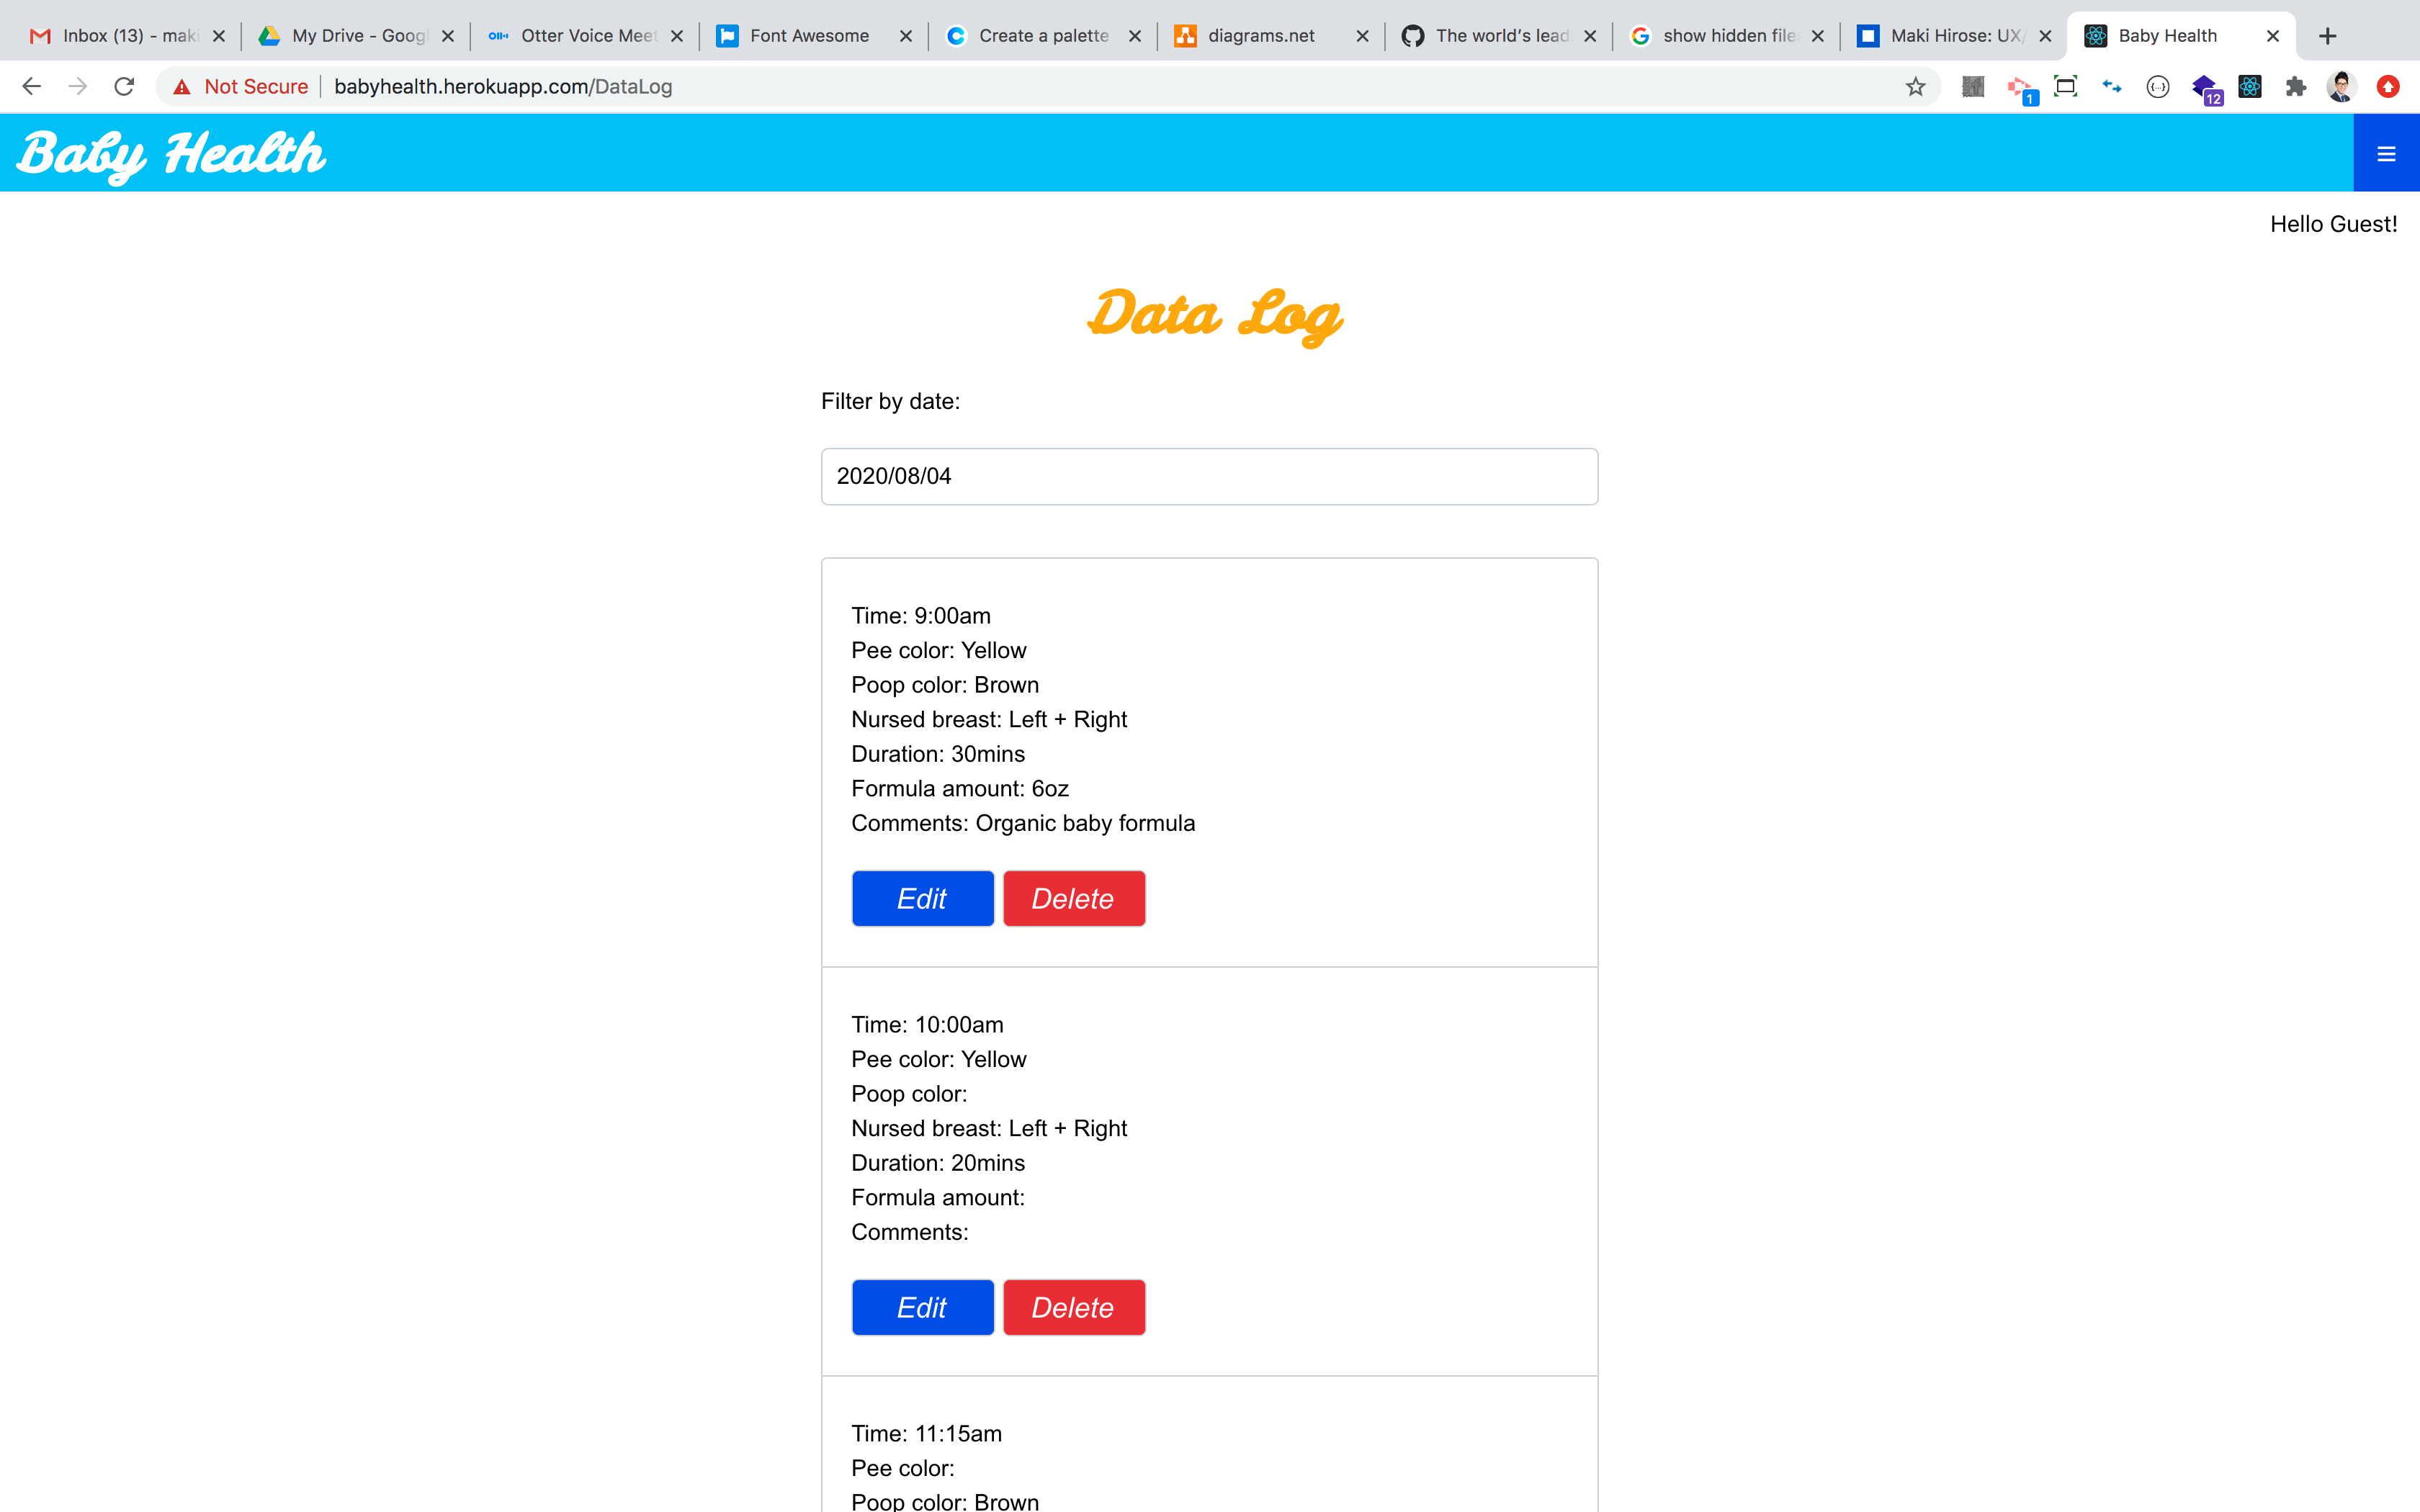 Inbox (13) - maki
My Drive - Googl
Otter Voice Meet
Font Awesome
Create a palette
diagrams.net
The world's lead
show hidden files
Maki Hirose: UX/
Baby Health
Not Secure
babyhealth.herokuapp.com/DataLog
1
12
Baby Health
Hello Guest!
Data Log
Filter by date:
2020/08/04
Time: 9:00am
Pee color: Yellow
Poop color: Brown
Nursed breast: Left + Right
Duration: 30mins
Formula amount: 6oz
Comments: Organic baby formula
Edit Delete
Time: 10:00am
Pee color: Yellow
Poop color:
Nursed breast: Left + Right
Duration: 20mins
Formula amount:
Comments:
Edit Delete
Time: 11:15am
Pee color:
Poop color: Brown